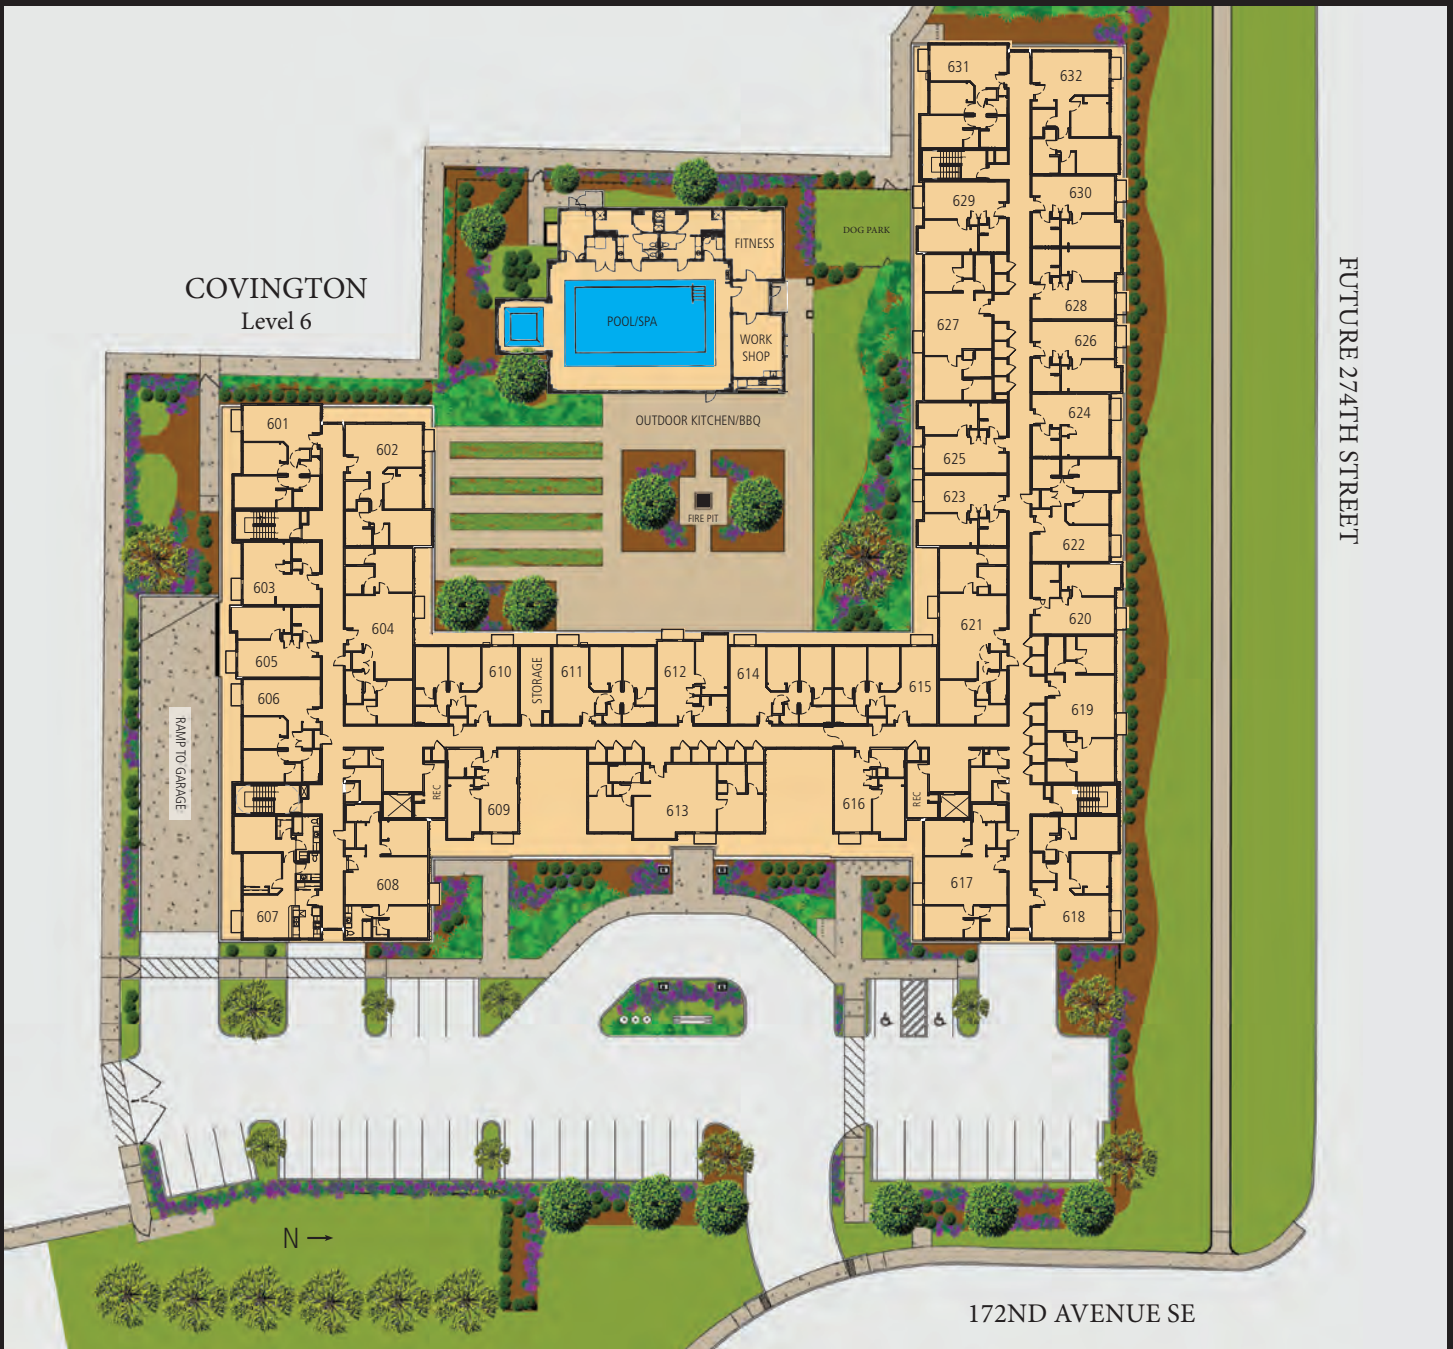 631
632
629
630
DOG PARK
FITNESS
COVINGTON
Level 6
POOL/SPA
WORK
SHOP
627
628
626
FUTURE 274TH STREET
601
602
OUTDOOR KITCHEN/BBQ
624
625
623
FIRE PIT
622
603
604
605
606
620
621
610
STORAGE
611
612
614
615
619
RAMP TO GARAGE
REC
609
613
616
REC
608
607
617
618
N
172ND AVENUE SE